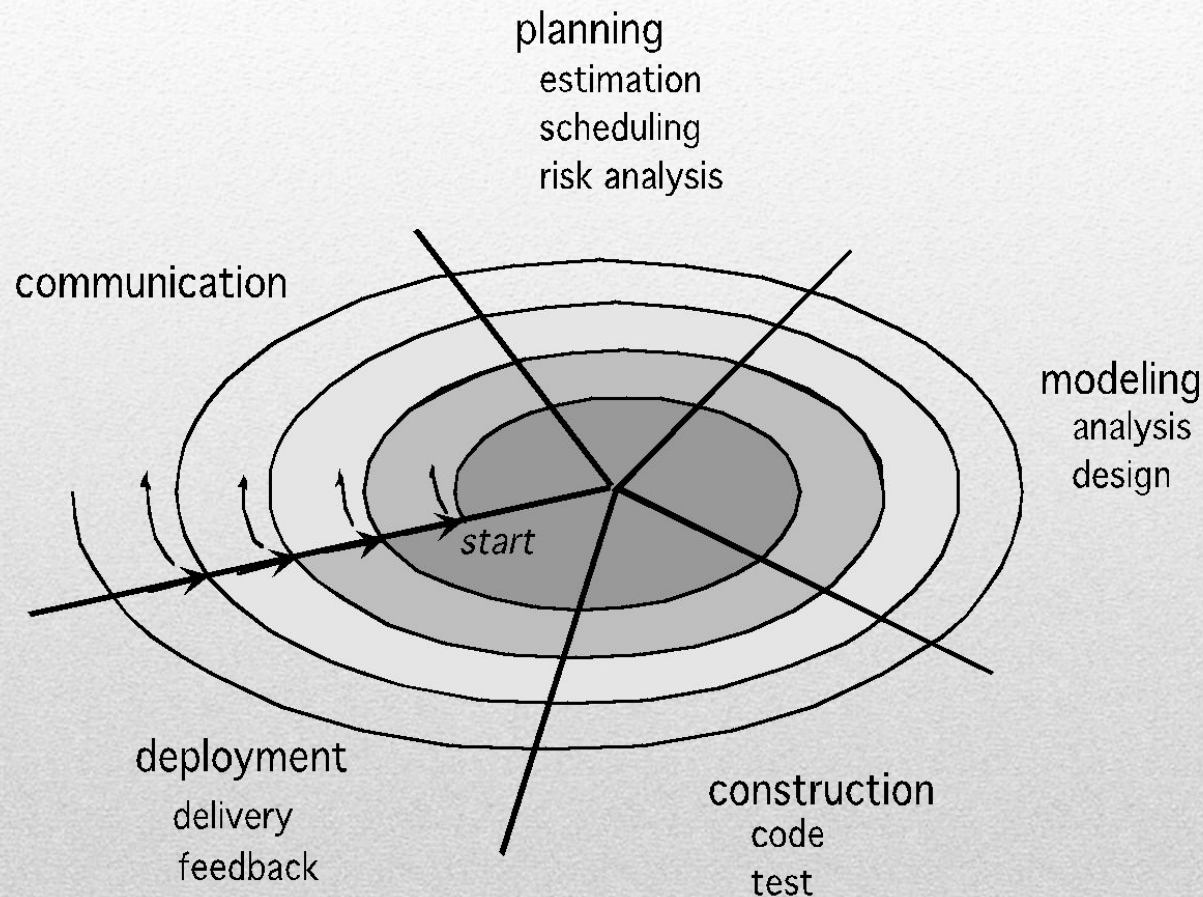 planning
estimation
scheduling
risk analysis
communication
modeling
analysis
design
start
deployment
delivery
feedback
construction
code
test